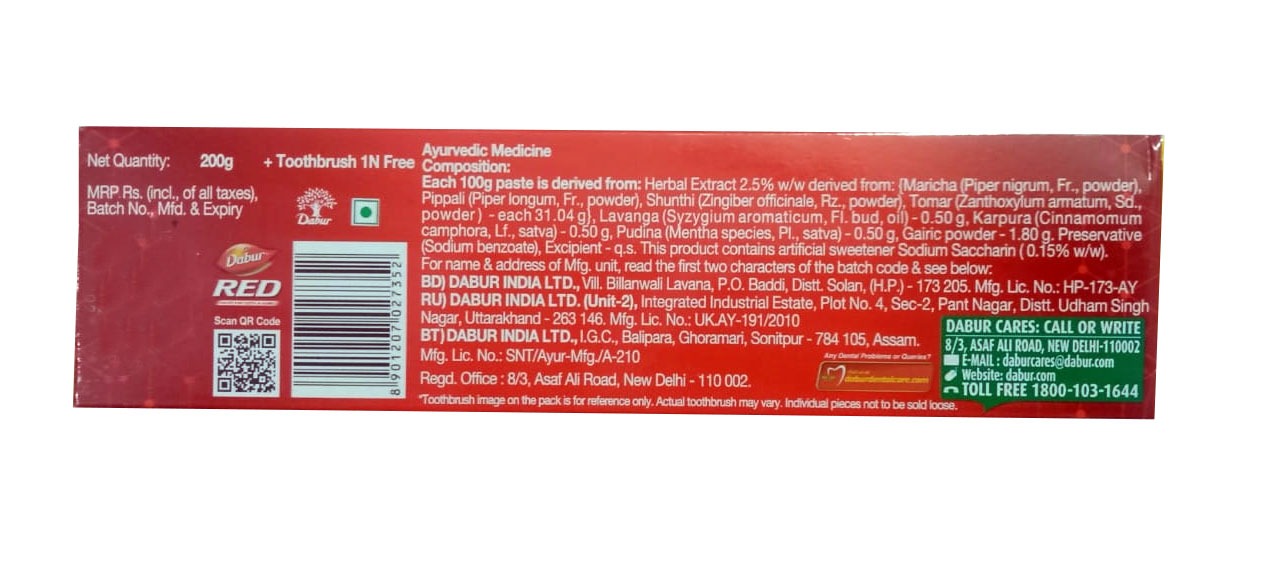 Net Quantity: 200g + Toothbrush 1N Free
MRP Rs. (incl., of all taxes),
Batch No., Mfd. & Expiry
Dabur
Dabur
RED
Scan QR Code
8 901207 027352
Ayurvedic Medicine
Composition:
Each 100g paste is derived from: Herbal Extract 2.5% w/w derived from: {Maricha (Piper nigrum, Fr., powder),
Pippali (Piper longum, Fr., powder), Shunthi (Zingiber officinale, Rz., powder), Tomar (Zanthoxylum armatum, Sd.,
powder) - each 31.04 g}, Lavanga (Syzygium aromaticum, Fl. bud, oil) - 0.50 g, Karpura (Cinnamomum
camphora, Lf., satva) - 0.50 g, Pudina (Mentha species, Pl., satva) - 0.50 g, Gairic powder - 1.80 g. Preservative
(Sodium benzoate), Excipient - q.s. This product contains artificial sweetener Sodium Saccharin ( 0.15% w/w).
For name & address of Mfg. unit, read the first two characters of the batch code & see below:
BD) DABUR INDIA LTD., Vill. Billanwali Lavana, P.O. Baddi, Distt. Solan, (H.P.) - 173 205. Mfg. Lic. No.: HP-173-AY
RU) DABUR INDIA LTD. (Unit-2), Integrated Industrial Estate, Plot No. 4, Sec-2, Pant Nagar, Distt. Udham Singh
Nagar, Uttarakhand - 263 146. Mfg. Lic. No.: UK.AY-191/2010
BT) DABUR INDIA LTD., I.G.C., Balipara, Ghoramari, Sonitpur - 784 105, Assam.
Mfg. Lic. No.: SNT/Ayur-Mfg./A-210
Regd. Office : 8/3, Asaf Ali Road, New Delhi - 110 002.
*Toothbrush image on the pack is for reference only. Actual toothbrush may vary. Individual pieces not to be sold loose.
Any Dental Problems or Queries?
daburdentalcare.com
DABUR CARES: CALL OR WRITE
8/3, ASAF ALI ROAD, NEW DELHI-110002
E-MAIL : daburcares@dabur.com
Website: dabur.com
TOLL FREE 1800-103-1644